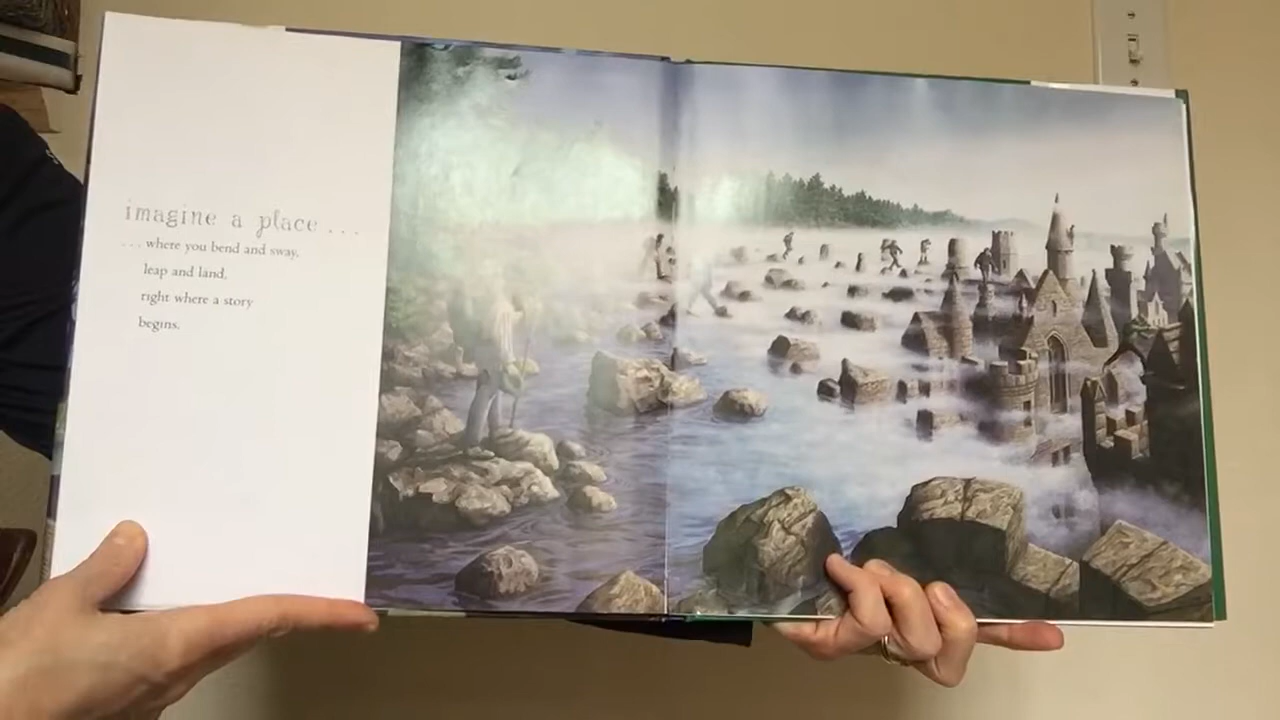 imagine a place . . .
. . . where you bend and sway,
leap and land,
right where a story
begins.